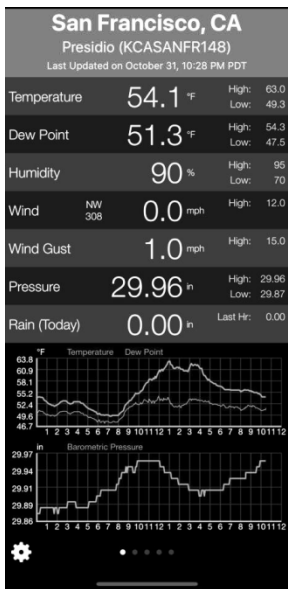 San Francisco, CA
Presidio (KCASANFR148)
Last Updated on October 31, 10:28 PM PDT
Temperature 54.1 °F High: 63.0
Low: 49.3
Dew Point 51.3 °F High: 54.3
Low: 47.5
Humidity 90 % High: 95
Low: 70
Wind NW 308 0.0 mph High: 12.0
Wind Gust 1.0 mph High: 15.0
Pressure 29.96 in High: 29.96
Low: 29.87
Rain (Today) 0.00 in Last Hr: 0.00
°F Temperature Dew Point
63.8
60.9
58.1
55.2
52.4
49.6
46.7
1 2 3 4 5 6 7 8 9 10 11 12 1 2 3 4 5 6 7 8 9 10 11 12
in Barometric Pressure
29.97
29.94
29.91
29.89
29.86
1 2 3 4 5 6 7 8 9 10 11 12 1 2 3 4 5 6 7 8 9 10 11 12